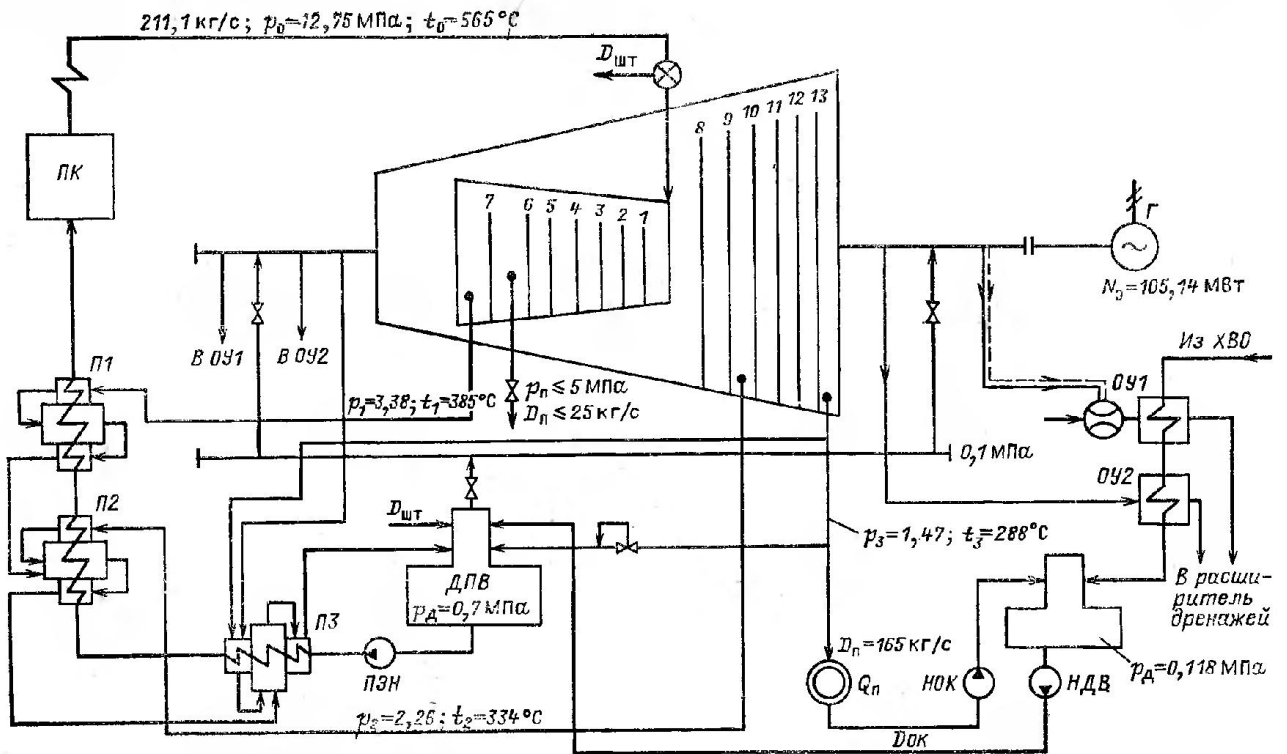 211,1 кг/с; p₀=12,75 МПа; t₀=565°C
Dшт
ПК
7 6 5 4 3 2 1
8 9 10 11 12 13
Г
Nэ=105,14 МВт
В ОУ1
В ОУ2
Из ХВО
П1
pп≤5 МПа
Dп≤25 кг/с
p₁=3,38; t₁=385°C
ОУ1
0,1 МПа
ОУ2
П2
Dшт
p₃=1,47; t₃=288°C
ДПВ
pд=0,7 МПа
В расши-
ритель
дренажей
П3
ПЭН
Dп=165 кг/с
Qп
НОК
НДВ
pд=0,118 МПа
p₂=2,26; t₂=334°C
Dок